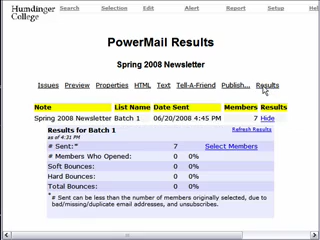 Humdinger College
Search Selection Edit Alert Report Setup He
PowerMail Results
Spring 2008 Newsletter
Issues Preview Properties HTML Text Tell-A-Friend Publish... Results
Note List Name Date Sent Members Results
Spring 2008 Newsletter Batch 1 06/20/2008 4:45 PM 7 Hide
Results for Batch 1 Refresh Results
as of 4:31 PM
# Sent:* 7 Select Members
# Members Who Opened: 0 0%
Soft Bounces: 0 0%
Hard Bounces: 0 0%
Total Bounces: 0 0%
*# Sent can be less than the number of members originally selected, due to
bad/missing/duplicate email addresses, and unsubscribes.